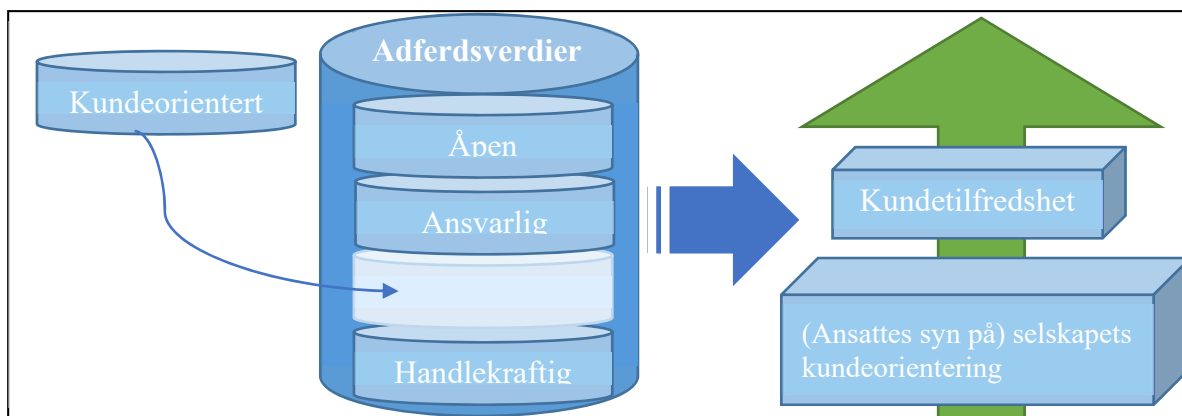 Kundeorientert
Adferdsverdier
Åpen
Ansvarlig
Handlekraftig
Kundetilfredshet
(Ansattes syn på) selskapets
kundeorientering